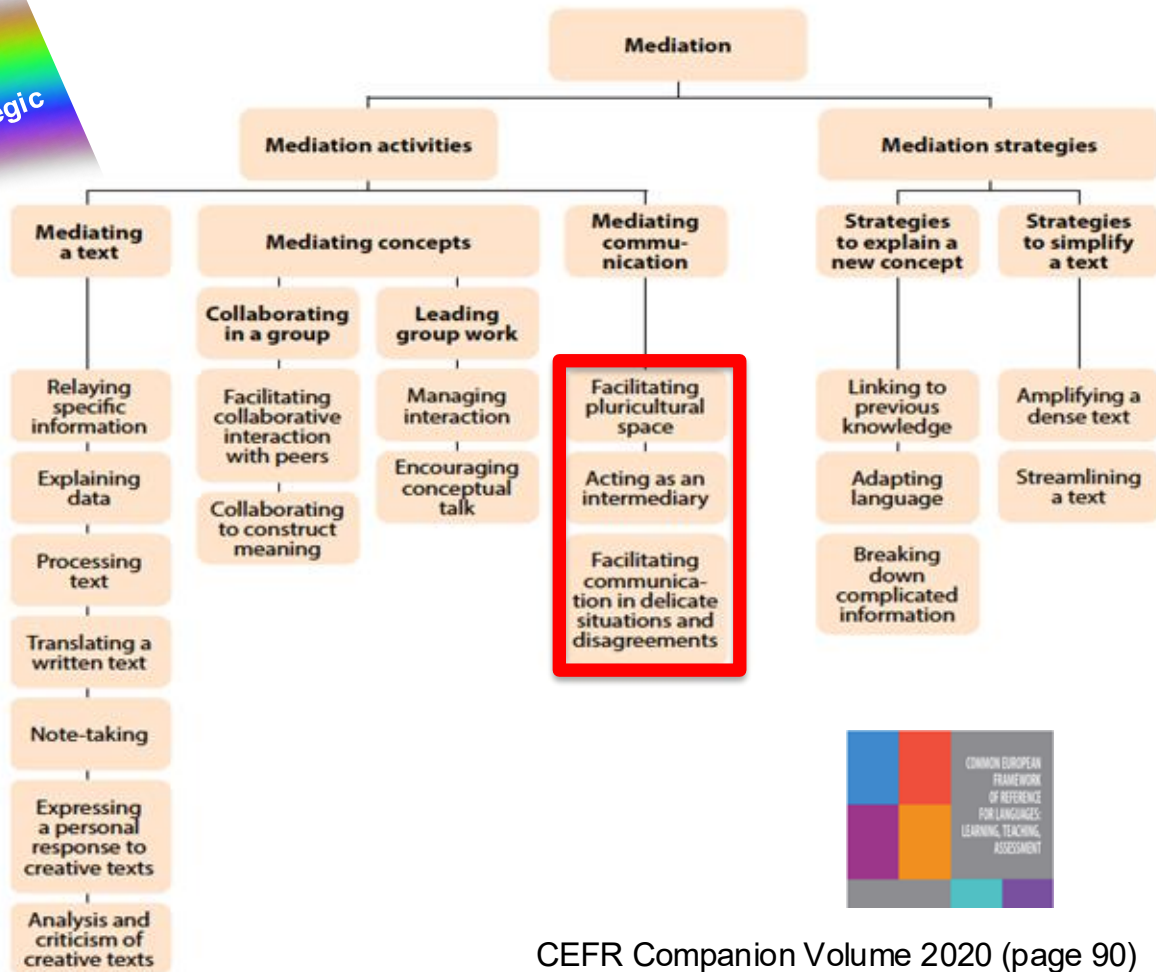 egic
Mediation
Mediation activities
Mediation strategies
Mediating
a text
Mediating concepts
Mediating
commu-
nication
Strategies
to explain a
new concept
Strategies
to simplify
a text
Collaborating
in a group
Leading
group work
Relaying
specific
information
Explaining
data
Processing
text
Translating a
written text
Note-taking
Expressing
a personal
response to
creative texts
Analysis and
criticism of
creative texts
Facilitating
collaborative
interaction
with peers
Collaborating
to construct
meaning
Managing
interaction
Encouraging
conceptual
talk
Facilitating
pluricultural
space
Acting as an
intermediary
Facilitating
communica-
tion in delicate
situations and
disagreements
Linking to
previous
knowledge
Adapting
language
Breaking
down
complicated
information
Amplifying a
dense text
Streamlining
a text
COMMON EUROPEAN
FRAMEWORK
OF REFERENCE
FOR LANGUAGES:
LEARNING, TEACHING,
ASSESSMENT
CEFR Companion Volume 2020 (page 90)